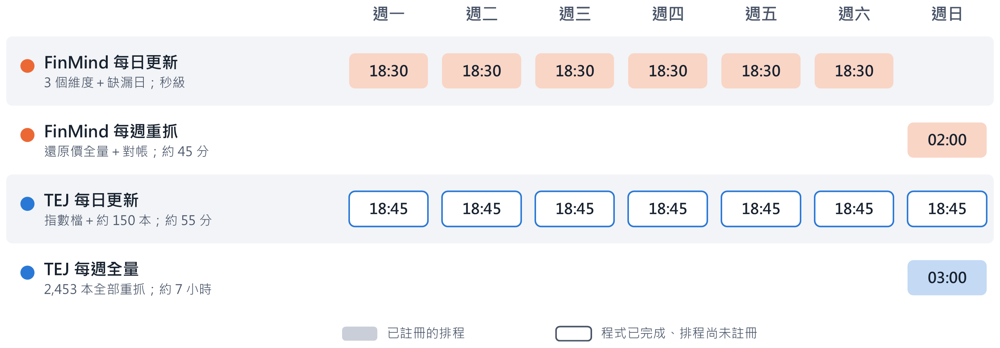 週一 週二 週三 週四 週五 週六 週日
FinMind 每日更新
3 個維度 + 缺漏日；秒級
18:30 18:30 18:30 18:30 18:30 18:30
FinMind 每週重抓
還原價全量 + 對帳；約 45 分
02:00
TEJ 每日更新
指數檔 + 約 150 本；約 55 分
18:45 18:45 18:45 18:45 18:45 18:45 18:45
TEJ 每週全量
2,453 本全部重抓；約 7 小時
03:00
已註冊的排程
程式已完成、排程尚未註冊